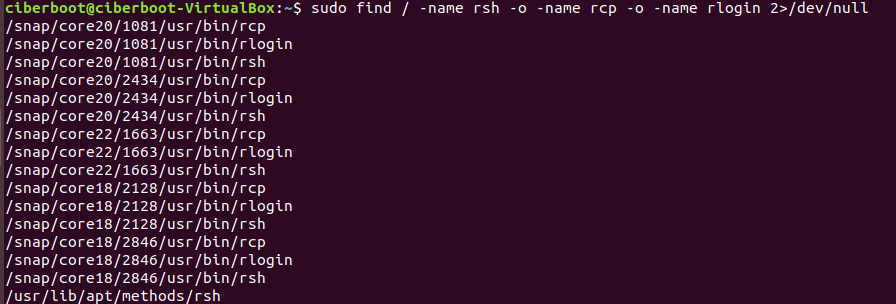 ciberboot@ciberboot-VirtualBox:~$ sudo find / -name rsh -o -name rcp -o -name rlogin 2>/dev/null
/snap/core20/1081/usr/bin/rcp
/snap/core20/1081/usr/bin/rlogin
/snap/core20/1081/usr/bin/rsh
/snap/core20/2434/usr/bin/rcp
/snap/core20/2434/usr/bin/rlogin
/snap/core20/2434/usr/bin/rsh
/snap/core22/1663/usr/bin/rcp
/snap/core22/1663/usr/bin/rlogin
/snap/core22/1663/usr/bin/rsh
/snap/core18/2128/usr/bin/rcp
/snap/core18/2128/usr/bin/rlogin
/snap/core18/2128/usr/bin/rsh
/snap/core18/2846/usr/bin/rcp
/snap/core18/2846/usr/bin/rlogin
/snap/core18/2846/usr/bin/rsh
/usr/lib/apt/methods/rsh